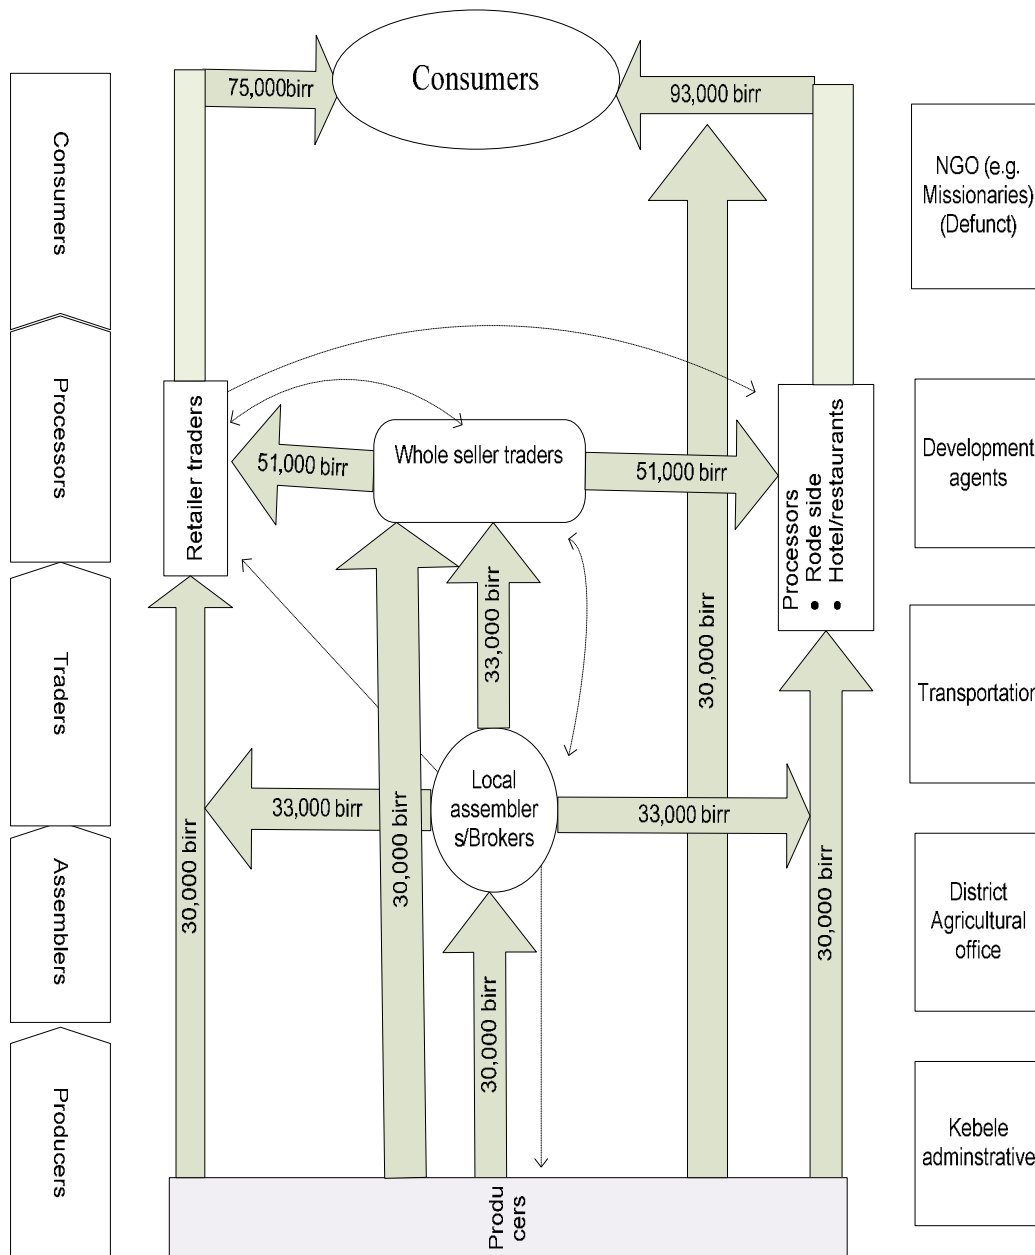 Consumers
75,000birr
93,000 birr
Consumers
NGO (e.g.
Missionaries)
(Defunct)
Processors
Retailer traders
51,000 birr
Whole seller traders
51,000 birr
Processors
• Rode side
• Hotel/restaurants
Development
agents
Traders
33,000 birr
30,000 birr
Transportation
Local
assembler
s/Brokers
33,000 birr
33,000 birr
Assemblers
30,000 birr
30,000 birr
30,000 birr
District
Agricultural
office
30,000 birr
Producers
Produ
cers
Kebele
adminstrative